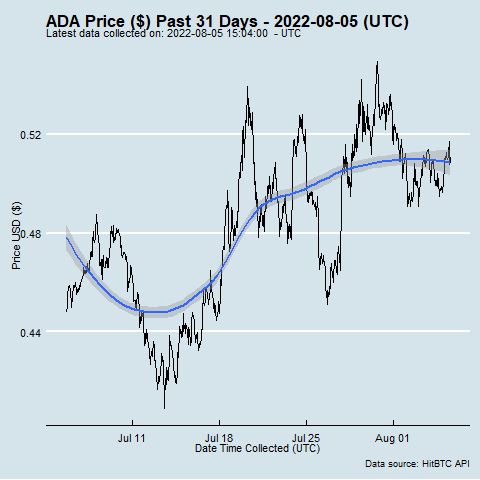 ADA Price ($) Past 31 Days - 2022-08-05 (UTC)
Latest data collected on: 2022-08-05 15:04:00  - UTC
Price USD ($)
0.52
0.48
0.44
Jul 11
Jul 18
Jul 25
Aug 01
Date Time Collected (UTC)
Data source: HitBTC API